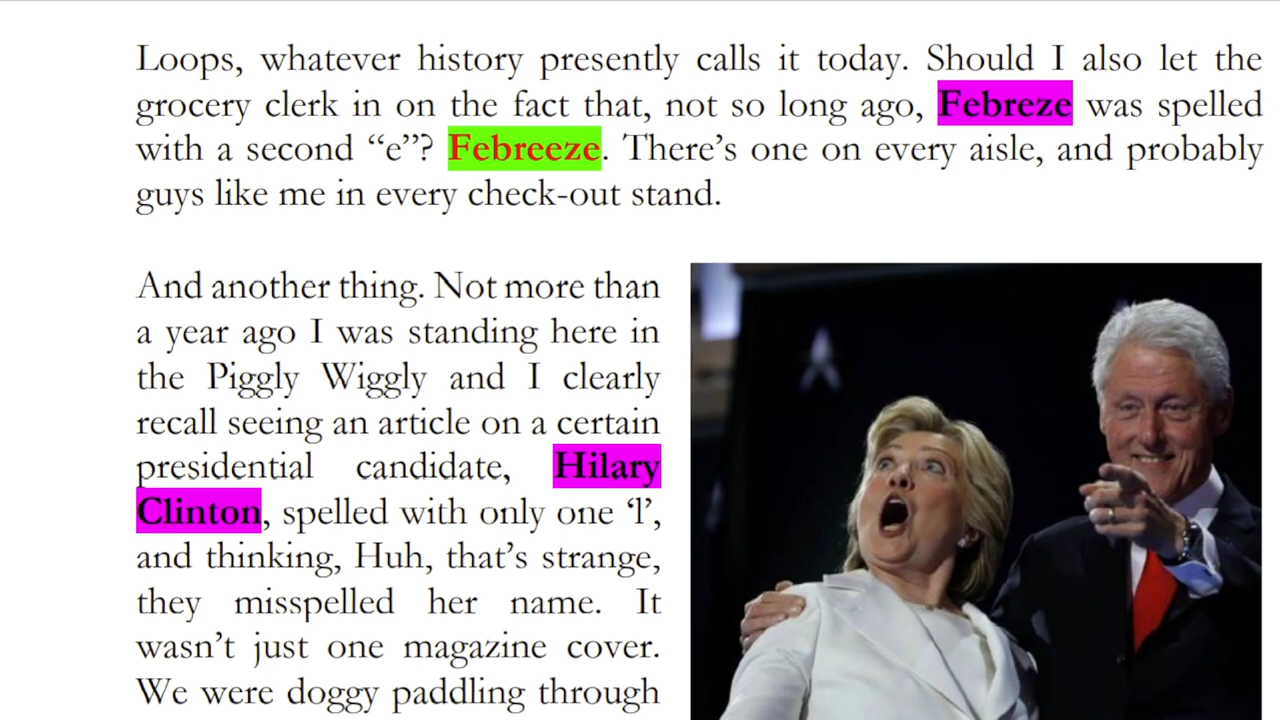 Loops, whatever history presently calls it today. Should I also let the
grocery clerk in on the fact that, not so long ago, Febreze was spelled
with a second “e”? Febreeze. There’s one on every aisle, and probably
guys like me in every check-out stand.
And another thing. Not more than
a year ago I was standing here in
the Piggly Wiggly and I clearly
recall seeing an article on a certain
presidential candidate, Hilary
Clinton, spelled with only one ‘l’,
and thinking, Huh, that’s strange,
they misspelled her name. It
wasn’t just one magazine cover.
We were doggy paddling through